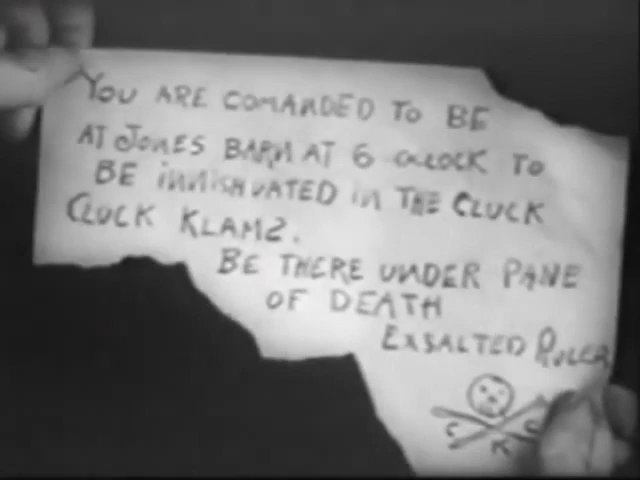 YOU ARE COMANDED TO BE
AT JONES BARN AT 6 OCLOCK TO
BE INNISHUATED IN THE CLUCK
CLUCK KLAMS.
BE THERE UNDER PANE
OF DEATH
EXSALTED RULER
C K C